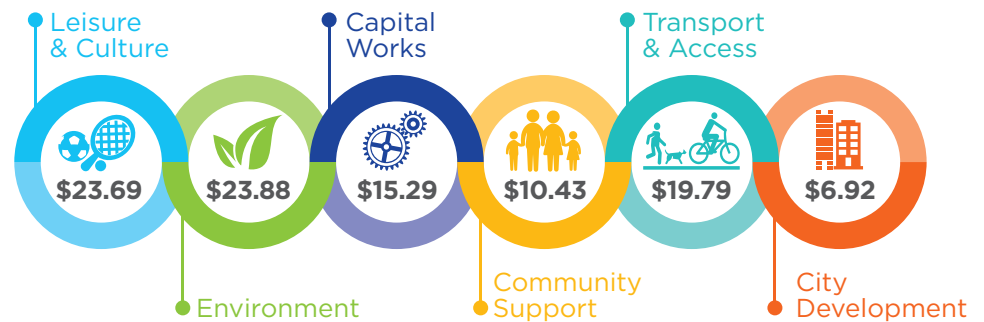 Leisure
& Culture
Capital
Works
Transport
& Access
$23.69
$23.88
$15.29
$10.43
$19.79
$6.92
Environment
Community
Support
City
Development